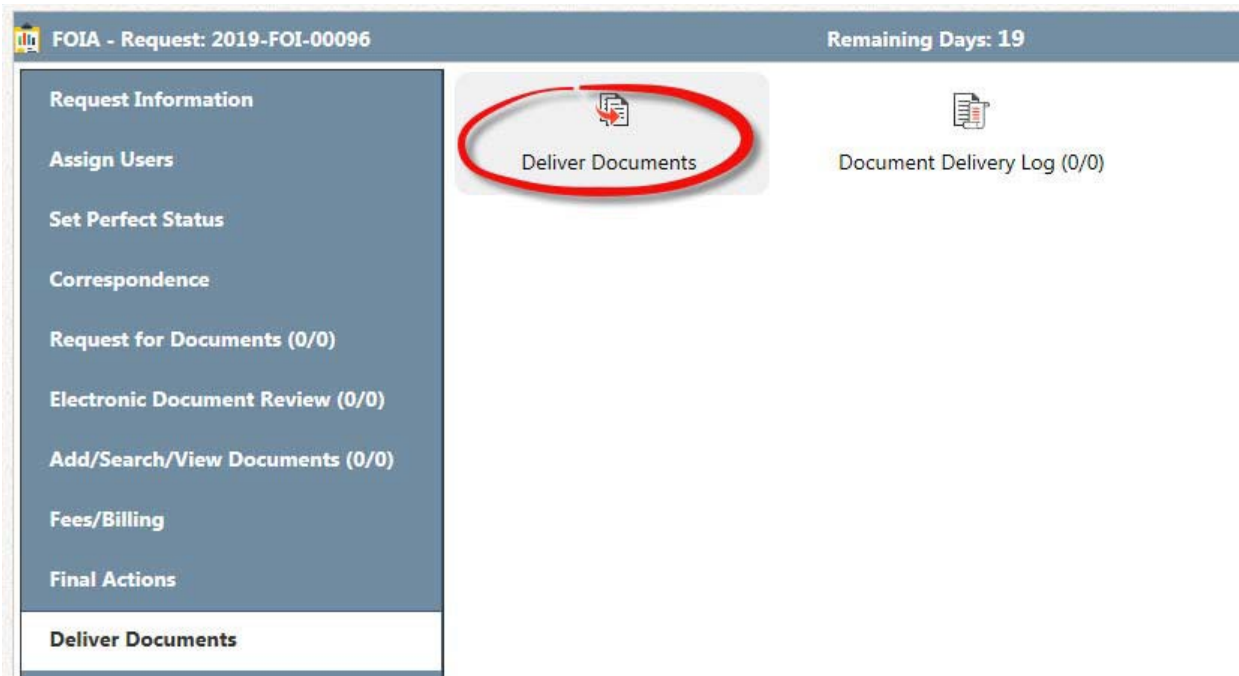 FOIA - Request: 2019-FOI-00096 Remaining Days: 19
Request Information
Assign Users
Set Perfect Status
Correspondence
Request for Documents (0/0)
Electronic Document Review (0/0)
Add/Search/View Documents (0/0)
Fees/Billing
Final Actions
Deliver Documents
Deliver Documents
Document Delivery Log (0/0)